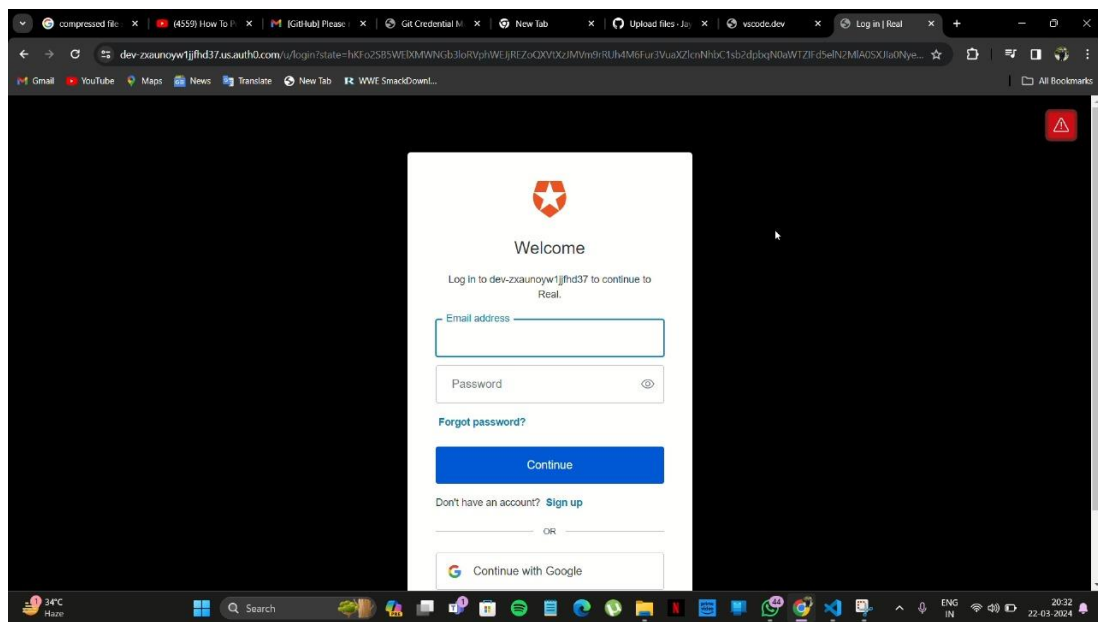 compressed file
(4559) How To P
[GitHub] Please
Git Credential M
New Tab
Upload files · Jay
vscode.dev
Log in | Real
dev-zxaunoyw1jjfhd37.us.auth0.com/u/login?state=
Gmail
YouTube
Maps
News
Translate
New Tab
WWE SmackDownl...
All Bookmarks
Welcome
Log in to dev-zxaunoyw1jjfhd37 to continue to
Real.
Email address
Password
Forgot password?
Continue
Don't have an account? Sign up
OR
Continue with Google
34°C
Haze
Search
44
ENG
IN
20:32
22-03-2024